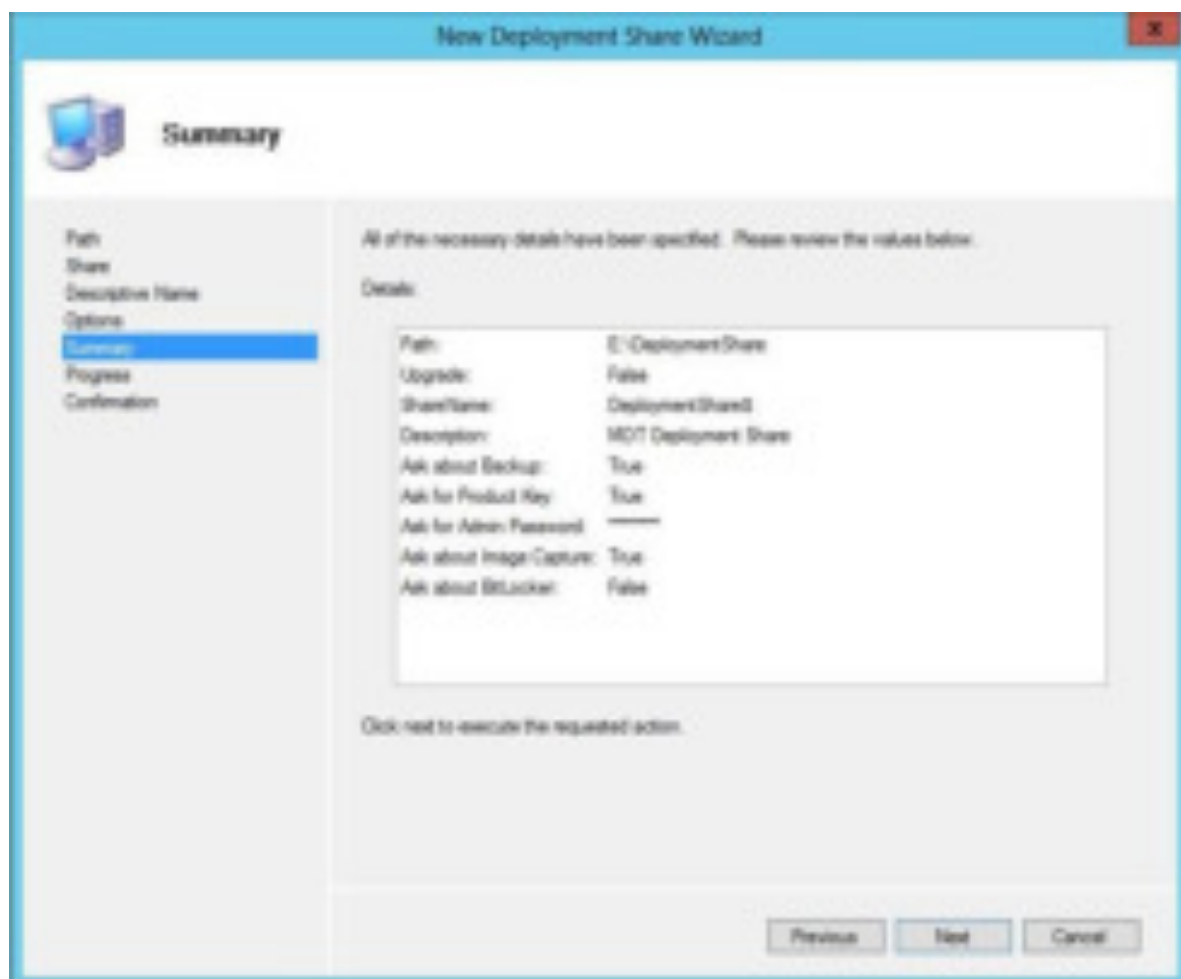 New Deployment Share Wizard
x
Summary
Path
Share
Descriptive Name
Options
Summary
Progress
Confirmation
All of the necessary details have been specified. Please review the values below.
Details:
Path: E:\DeploymentShare
Upgrade: False
ShareName: DeploymentShare$
Description: MDT Deployment Share
Ask about Backup: True
Ask for Product Key: True
Ask for Admin Password:
Ask about Image Capture: True
Ask about BitLocker: False
Click next to execute the requested action.
Previous
Next
Cancel